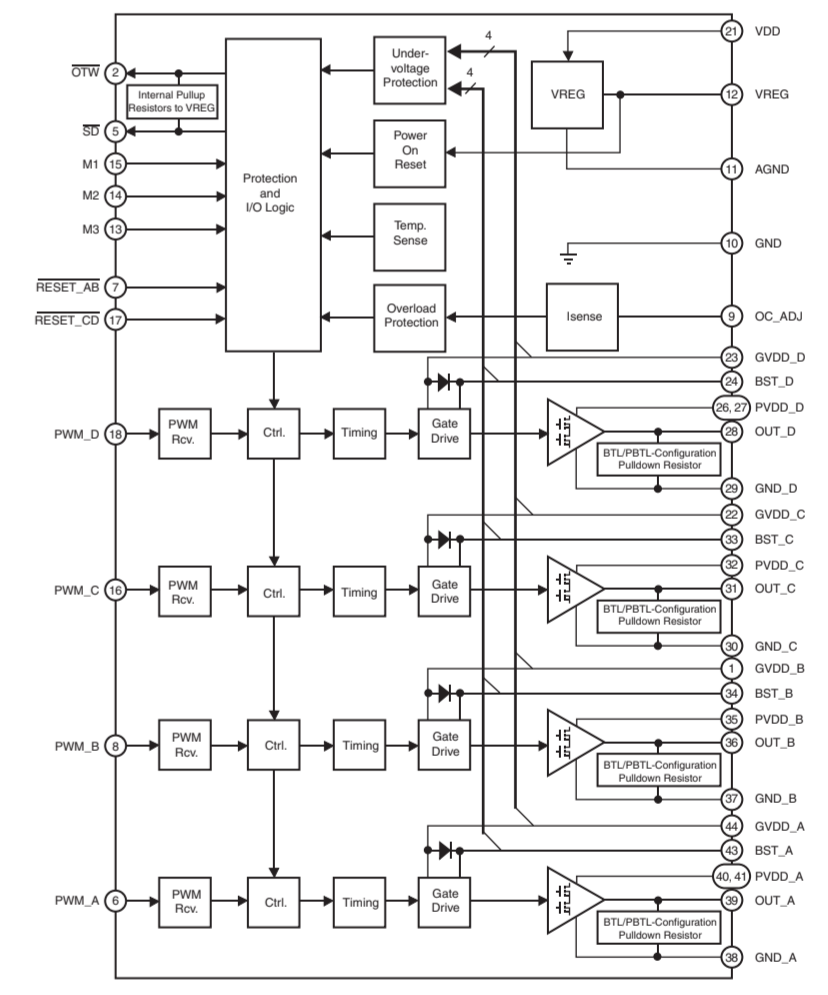 4
Under-
voltage
Protection
21 VDD
OTW 2
4
VREG
12 VREG
Internal Pullup
Resistors to VREG
SD 5
Power
On
Reset
M1 15
11 AGND
Protection
and
I/O Logic
M2 14
M3 13
Temp.
Sense
10 GND
RESET_AB 7
RESET_CD 17
Overload
Protection
Isense
9 OC_ADJ
23 GVDD_D
24 BST_D
26, 27 PVDD_D
PWM_D 18
PWM
Rcv.
Ctrl.
Timing
Gate
Drive
28 OUT_D
BTL/PBTL-Configuration
Pulldown Resistor
29 GND_D
22 GVDD_C
33 BST_C
32 PVDD_C
PWM_C 16
PWM
Rcv.
Ctrl.
Timing
Gate
Drive
31 OUT_C
BTL/PBTL-Configuration
Pulldown Resistor
30 GND_C
1 GVDD_B
34 BST_B
35 PVDD_B
PWM_B 8
PWM
Rcv.
Ctrl.
Timing
Gate
Drive
36 OUT_B
BTL/PBTL-Configuration
Pulldown Resistor
37 GND_B
44 GVDD_A
43 BST_A
40, 41 PVDD_A
PWM_A 6
PWM
Rcv.
Ctrl.
Timing
Gate
Drive
39 OUT_A
BTL/PBTL-Configuration
Pulldown Resistor
38 GND_A